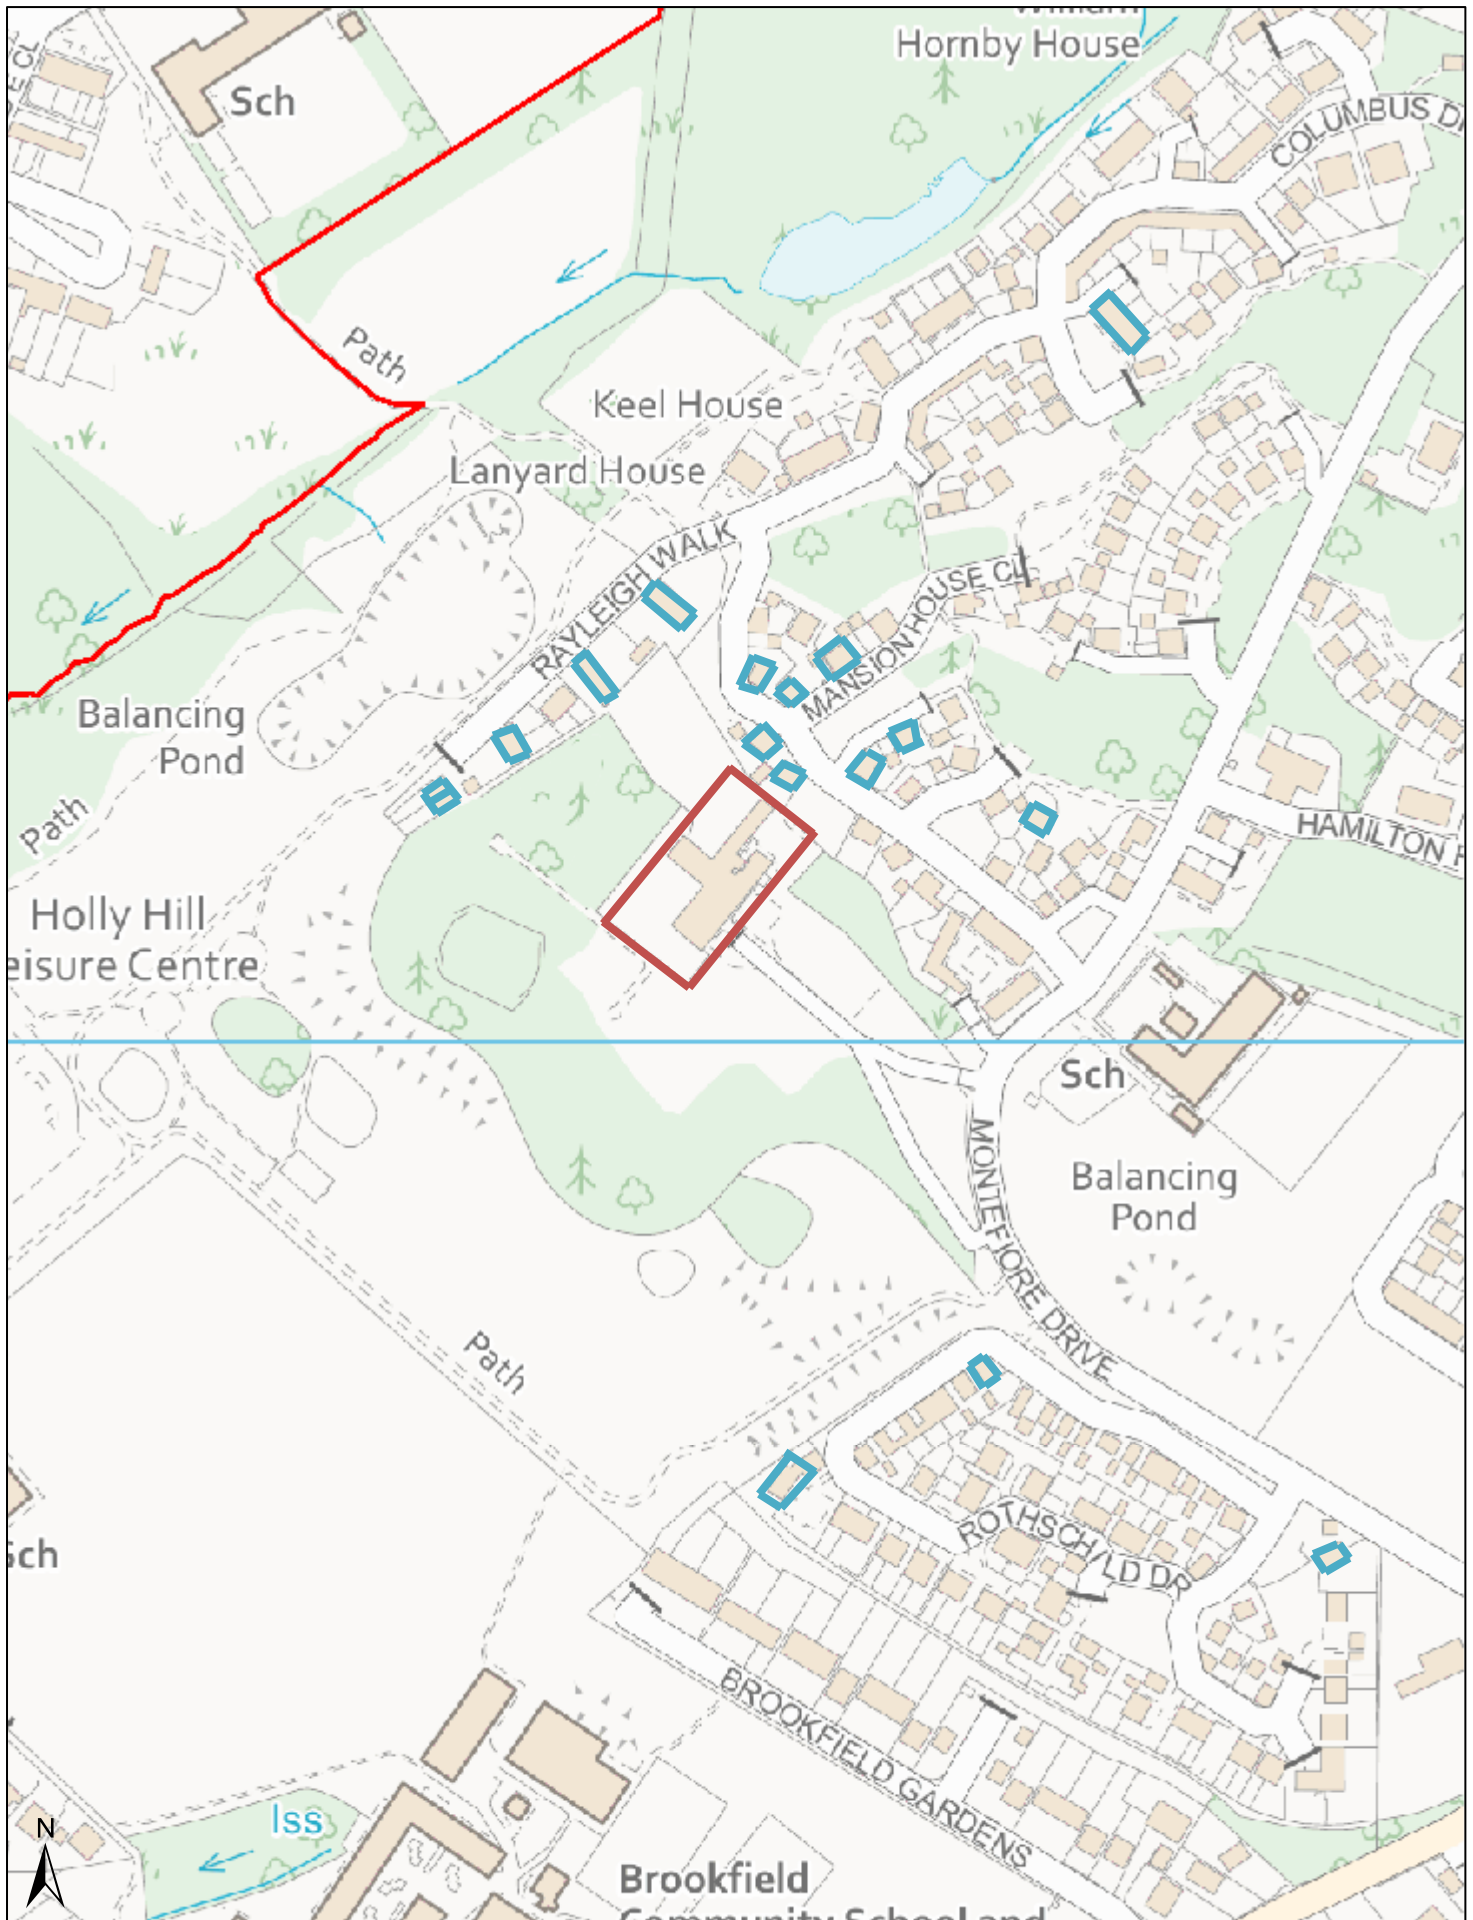 Hornby House
Sch
COLUMBUS
Path
Keel House
Lanyard House
RAYLEIGH WALK
MANSION HOUSE CL
Balancing
Pond
Path
HAMILTON
Holly Hill
eisure Centre
Sch
MONTEFIORE DRIVE
Balancing
Pond
Path
ROTHSCHILD DR
Sch
BROOKFIELD GARDENS
Iss
N
Brookfield